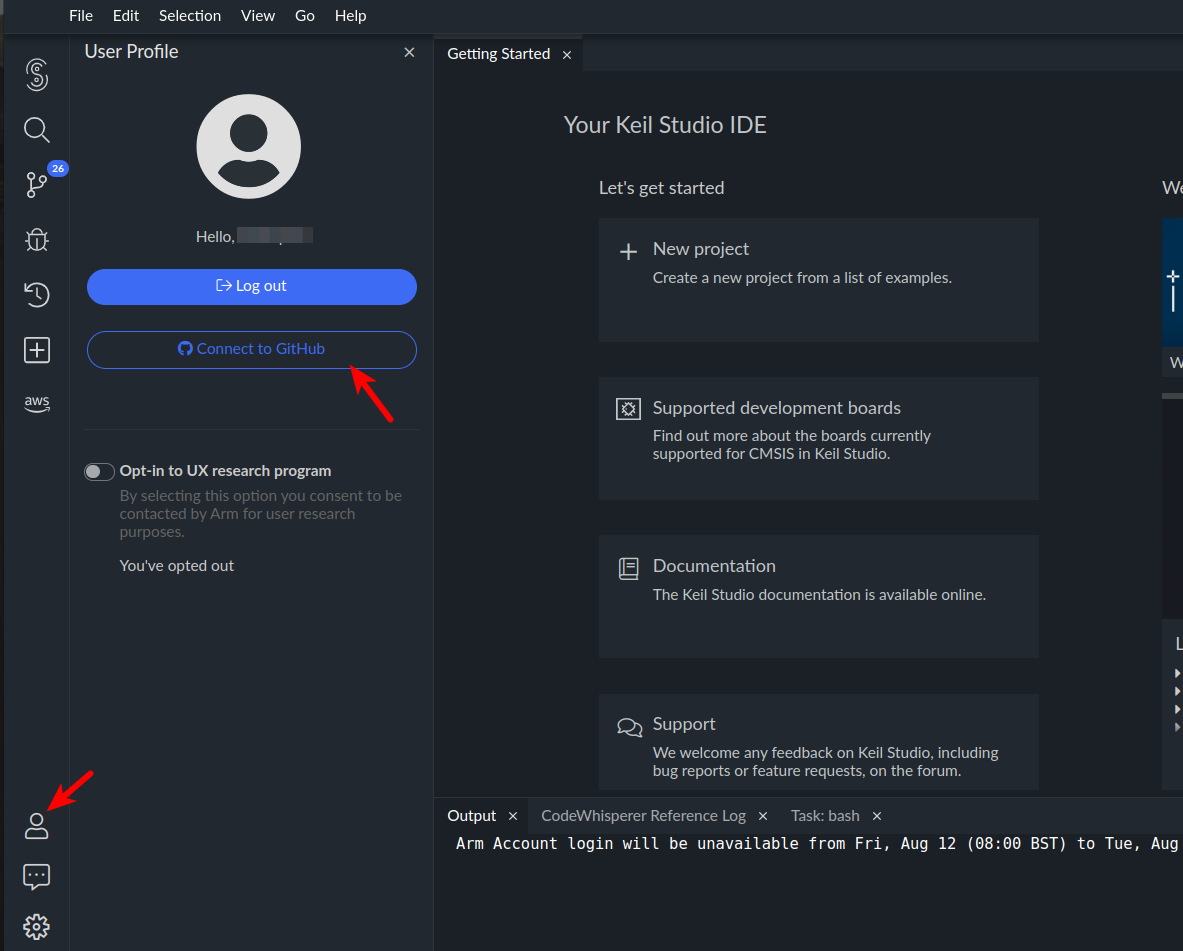 File Edit Selection View Go Help
User Profile
Getting Started
Your Keil Studio IDE
26
Hello,
Log out
Connect to GitHub
aws
Opt-in to UX research program
By selecting this option you consent to be
contacted by Arm for user research
purposes.
You've opted out
Let's get started
New project
Create a new project from a list of examples.
Supported development boards
Find out more about the boards currently
supported for CMSIS in Keil Studio.
Documentation
The Keil Studio documentation is available online.
Support
We welcome any feedback on Keil Studio, including
bug reports or feature requests, on the forum.
We
W
L
Output CodeWhisperer Reference Log Task: bash
Arm Account login will be unavailable from Fri, Aug 12 (08:00 BST) to Tue, Aug